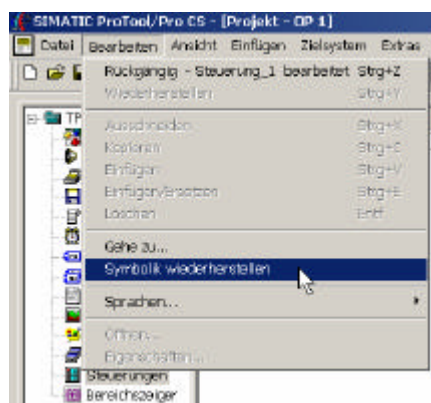 SIMATIC ProTool/Pro CS - [Projekt - OP 1]
Datei Bearbeiten Ansicht Einfügen Zielsystem Extras
Rückgängig - Steuerung_1 bearbeitet Strg+Z
Wiederherstellen Strg+Y
TP
Ausschneiden Strg+X
Kopieren Strg+C
Einfügen Strg+V
Einfügen/Ersetzen Strg+E
Löschen Entf
Gehe zu...
Symbolik wiederherstellen
Sprachen...
Öffnen...
Eigenschaften...
Steuerungen
Bereichszeiger